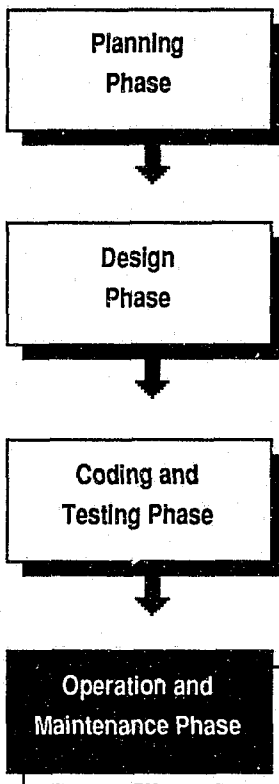 Planning
Phase
Design
Phase
Coding and
Testing Phase
Operation and
Maintenance Phase